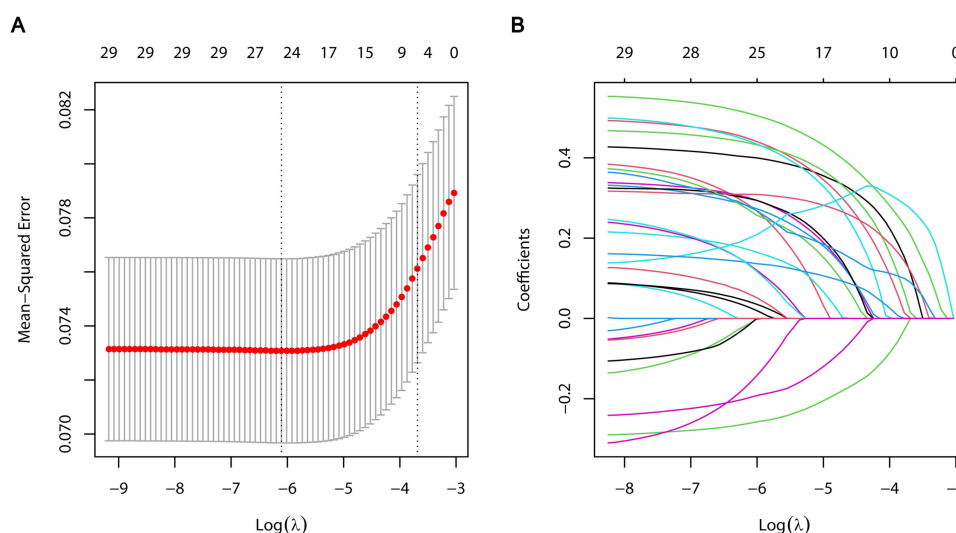 A
29 29 29 29 27 24 17 15 9 4 0
Mean−Squared Error
0.082
0.078
0.074
0.070
−9 −8 −7 −6 −5 −4 −3
Log(λ)
B
29 28 25 17 10 0
Coefficients
0.4
0.2
0.0
−0.2
−8 −7 −6 −5 −4 −3
Log(λ)